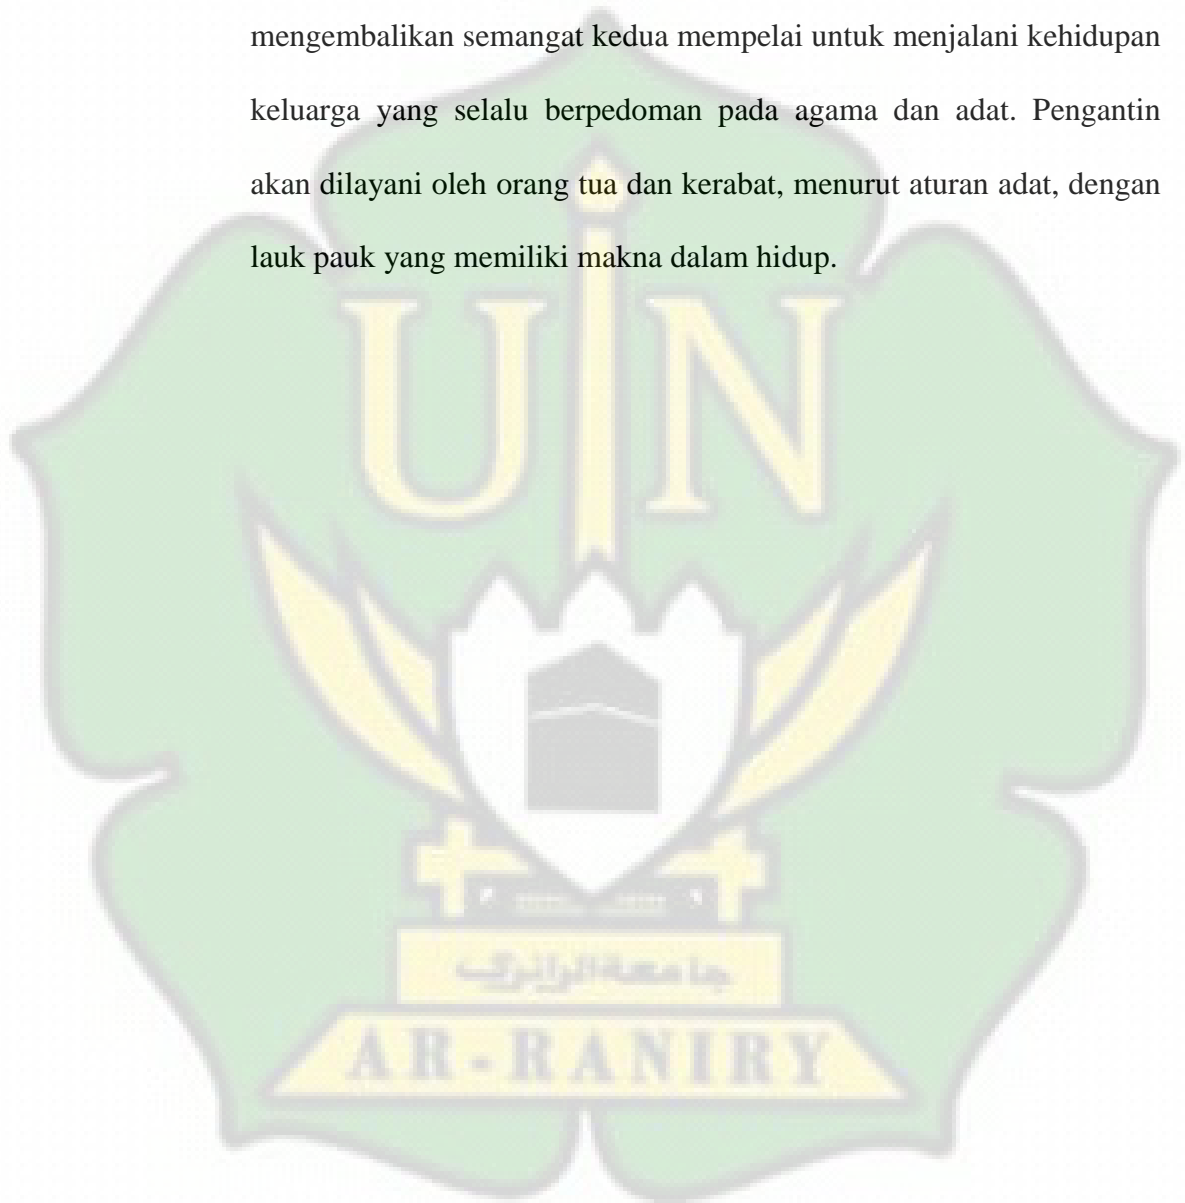 mengembalikan semangat kedua mempelai untuk menjalani kehidupan
keluarga yang selalu berpedoman pada agama dan adat. Pengantin
akan dilayani oleh orang tua dan kerabat, menurut aturan adat, dengan
lauk pauk yang memiliki makna dalam hidup.
UIN
جامعة الرانري
AR-RANIRY